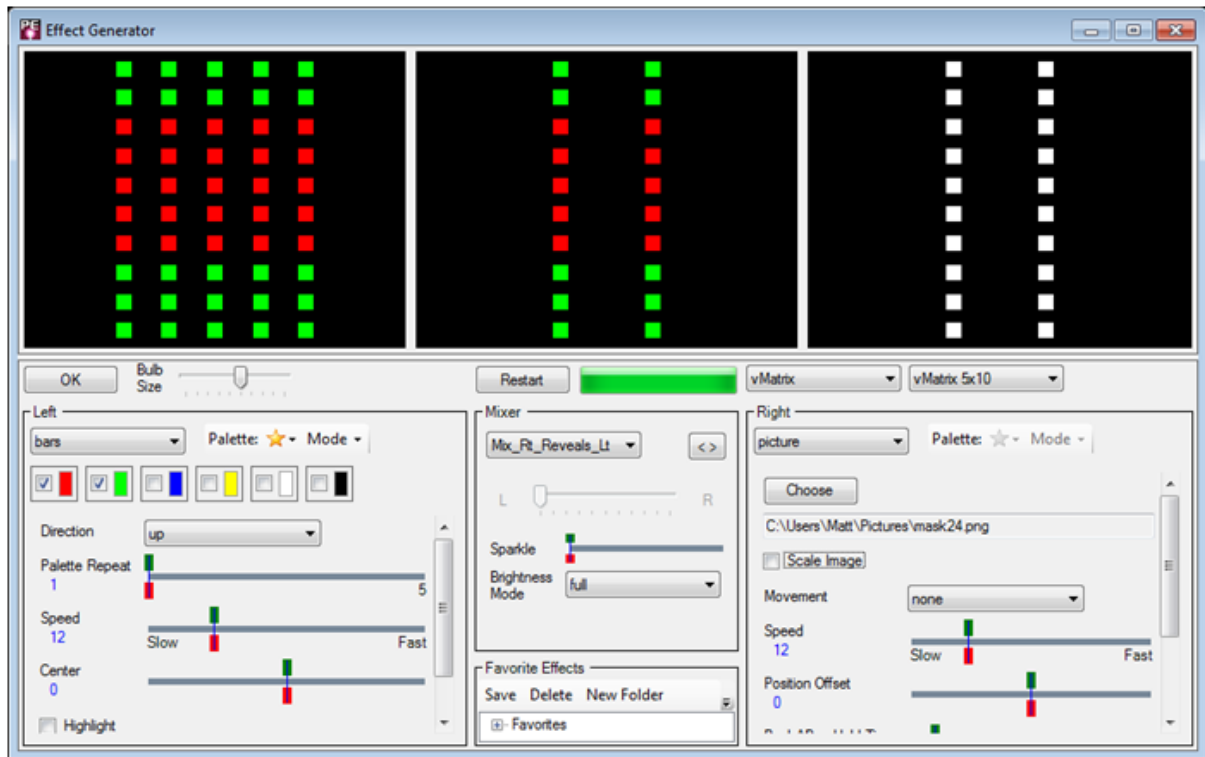 Effect Generator
OK
Bulb Size
Restart
vMatrix
vMatrix 5x10
Left
bars
Palette:
Mode
Direction
up
Palette Repeat
1
5
Speed
12
Slow
Fast
Center
0
Highlight
Mixer
Mix_Rt_Reveals_Lt
< >
L
R
Sparkle
Brightness Mode
full
Favorite Effects
Save Delete New Folder
Favorites
Right
picture
Palette:
Mode
Choose
C:\Users\Matt\Pictures\mask24.png
Scale Image
Movement
none
Speed
12
Slow
Fast
Position Offset
0